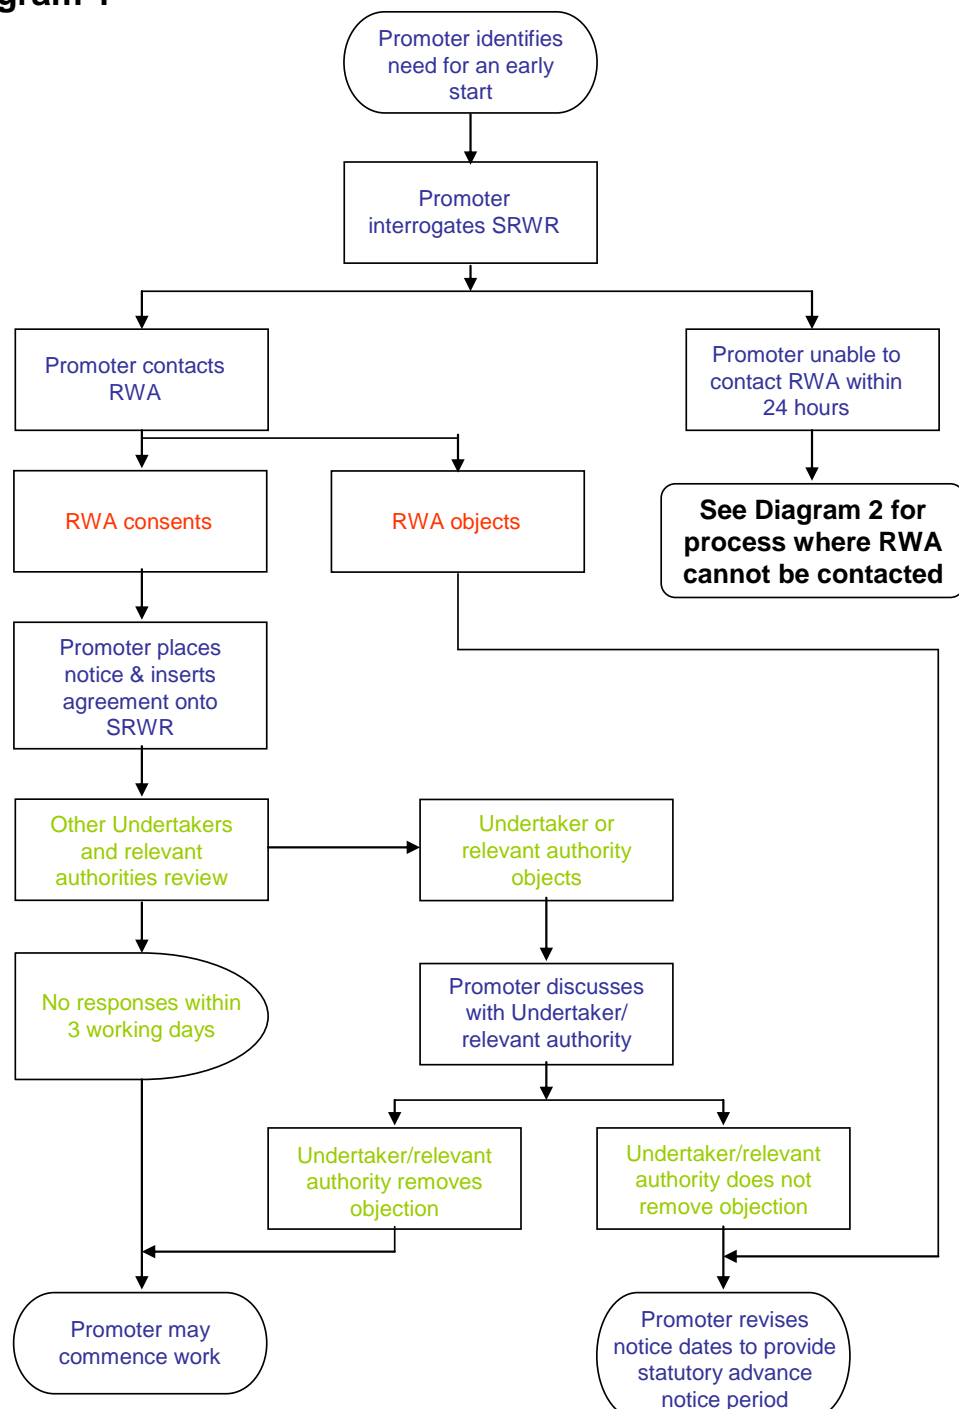 Promoter identifies
need for an early
start
Promoter
interrogates SRWR
Promoter contacts
RWA
Promoter unable to
contact RWA within
24 hours
RWA consents
RWA objects
See Diagram 2 for
process where RWA
cannot be contacted
Promoter places
notice & inserts
agreement onto
SRWR
Other Undertakers
and relevant
authorities review
Undertaker or
relevant authority
objects
No responses within
3 working days
Promoter discusses
with Undertaker/
relevant authority
Undertaker/relevant
authority removes
objection
Undertaker/relevant
authority does not
remove objection
Promoter may
commence work
Promoter revises
notice dates to provide
statutory advance
notice period